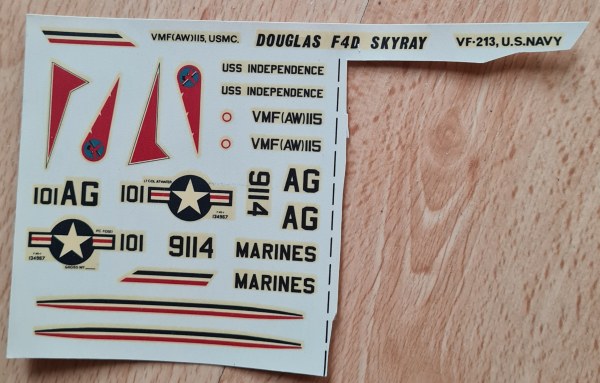 VMF(AW)115, USMC.
DOUGLAS F4D SKYRAY
VF-213, U.S.NAVY
USS INDEPENDENCE
USS INDEPENDENCE
VMF(AW)115
VMF(AW)115
101 AG
101
9114
AG
AG
134967
101
9114
MARINES
MARINES